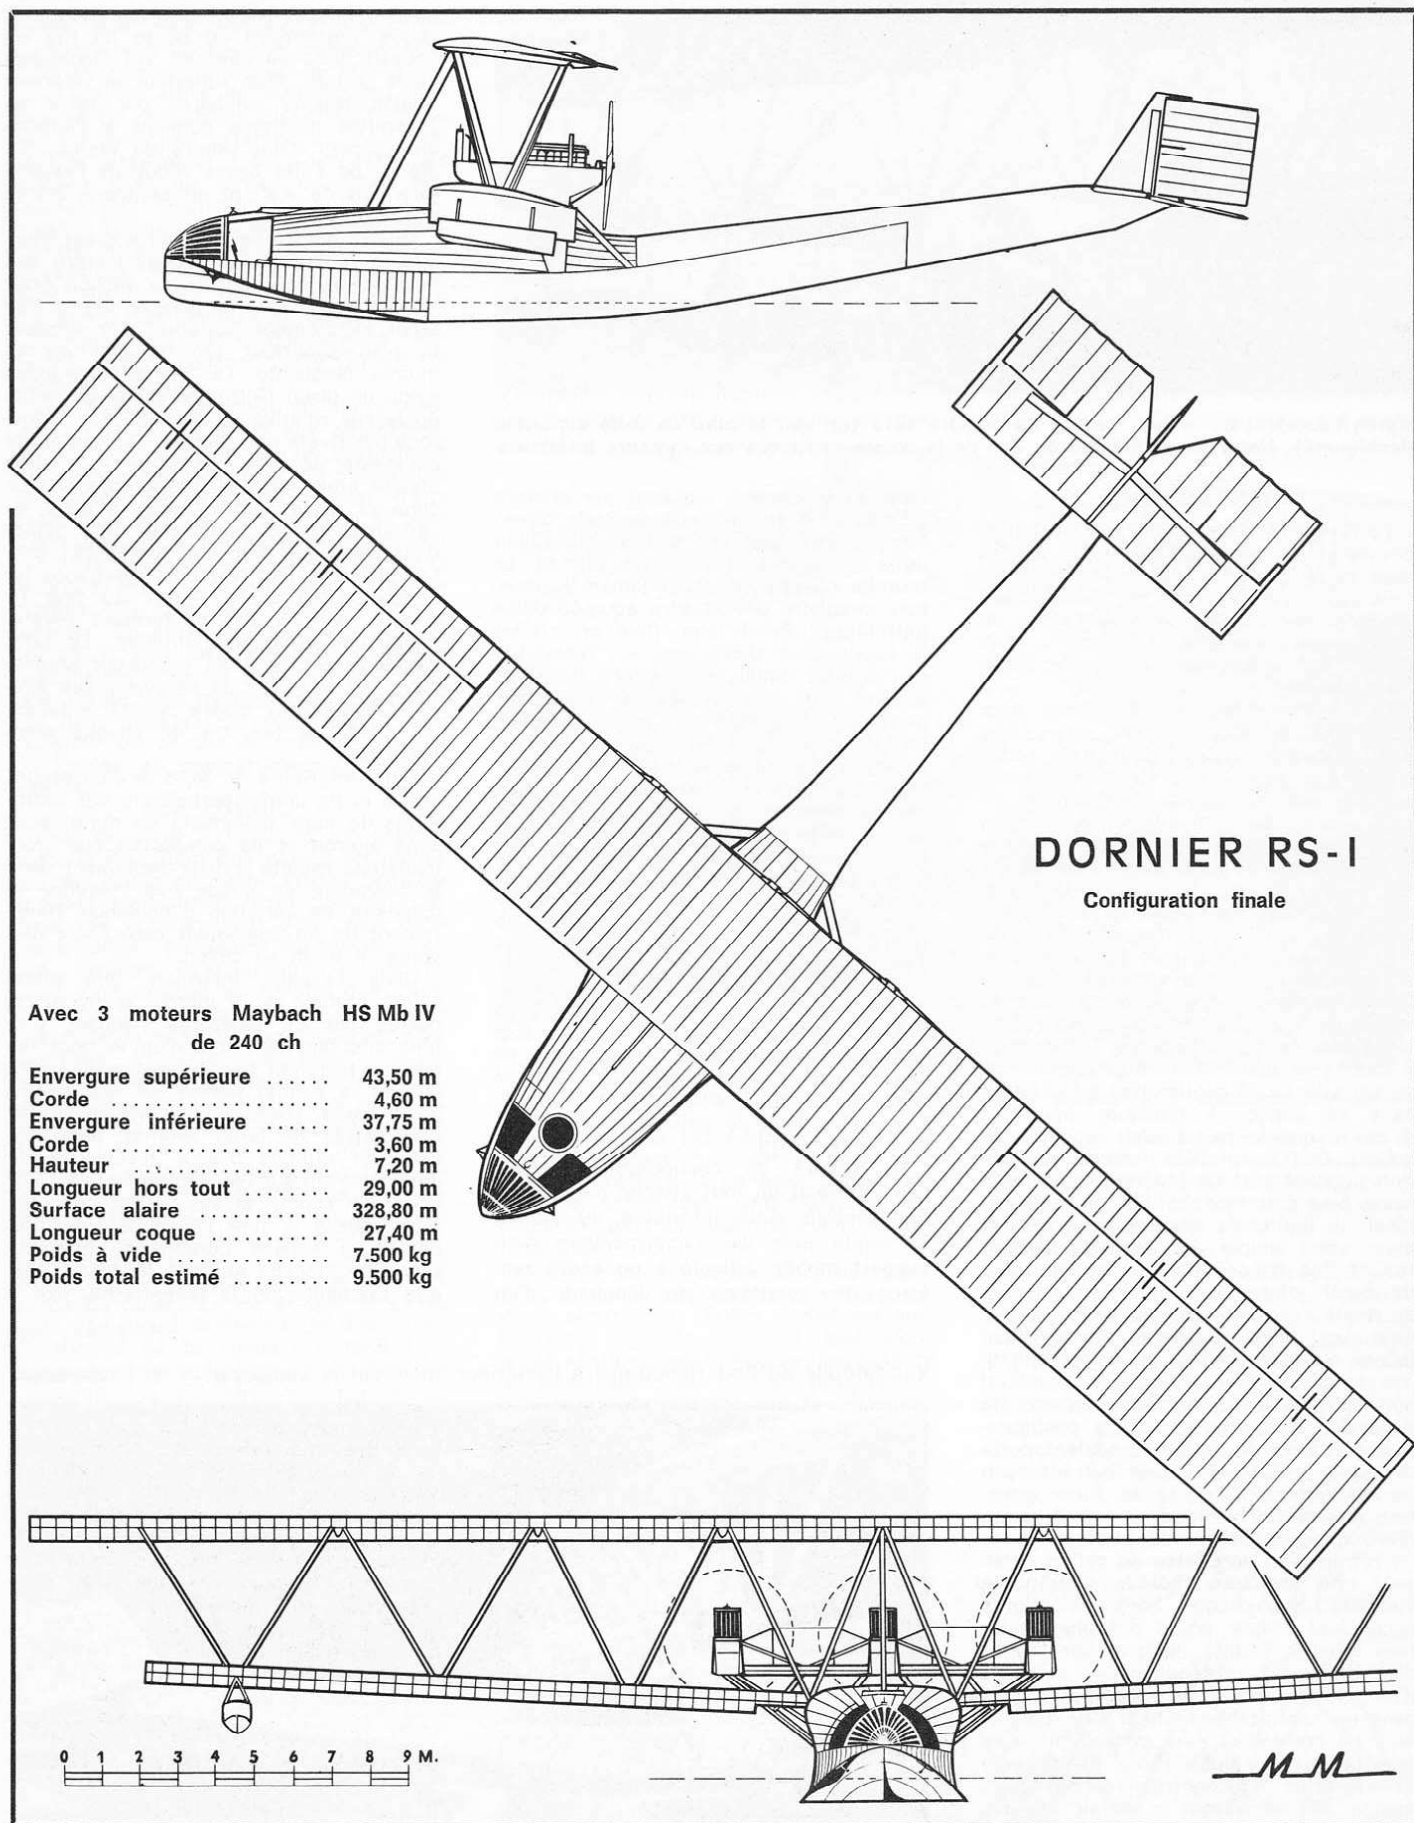 DORNIER RS-I
Configuration finale
Avec 3 moteurs Maybach HS Mb IV
de 240 ch
Envergure supérieure ...... 43,50 m
Corde .................... 4,60 m
Envergure inférieure ...... 37,75 m
Corde .................... 3,60 m
Hauteur 7,20 m
Longueur hors tout ........ 29,00 m
Surface alaire ............ 328,80 m
Longueur coque ........... 27,40 m
Poids à vide .............. 7.500 kg
Poids total estimé ......... 9.500 kg
0 1 2 3 4 5 6 7 8 9 M.
MM